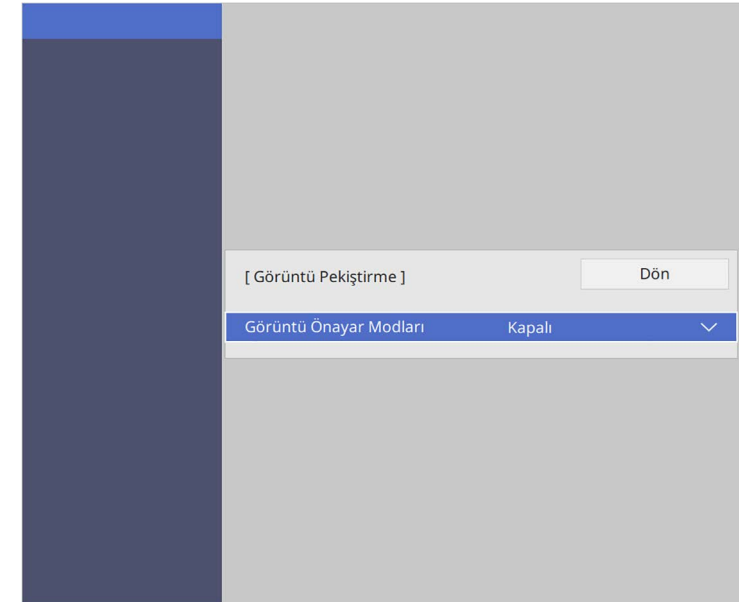 [ Görüntü Pekiştirme ] Dön
Görüntü Önayar Modları Kapalı